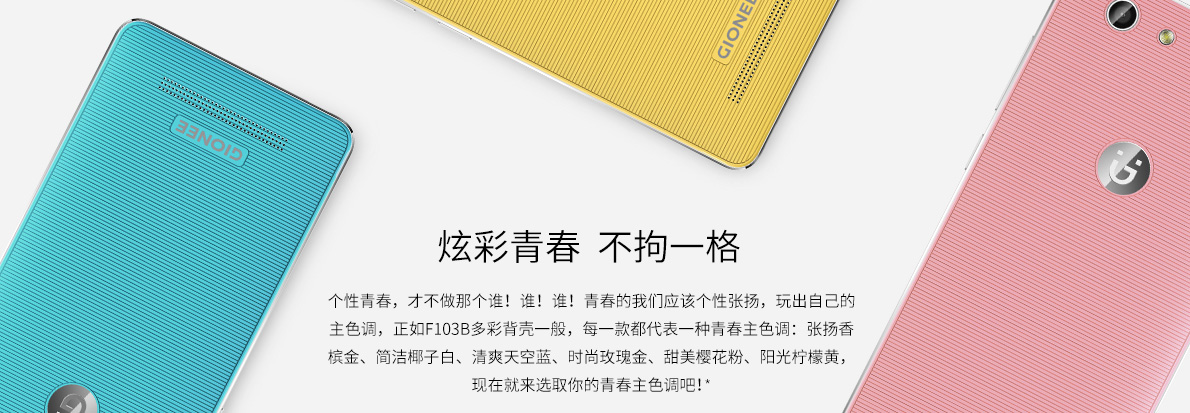 GIONEE
GIONEE
炫彩青春 不拘一格
个性青春，才不做那个谁！谁！谁！青春的我们应该个性张扬，玩出自己的
主色调，正如F103B多彩背壳一般，每一款都代表一种青春主色调：张扬香
槟金、简洁椰子白、清爽天空蓝、时尚玫瑰金、甜美樱花粉、阳光柠檬黄，
现在就来选取你的青春主色调吧！*